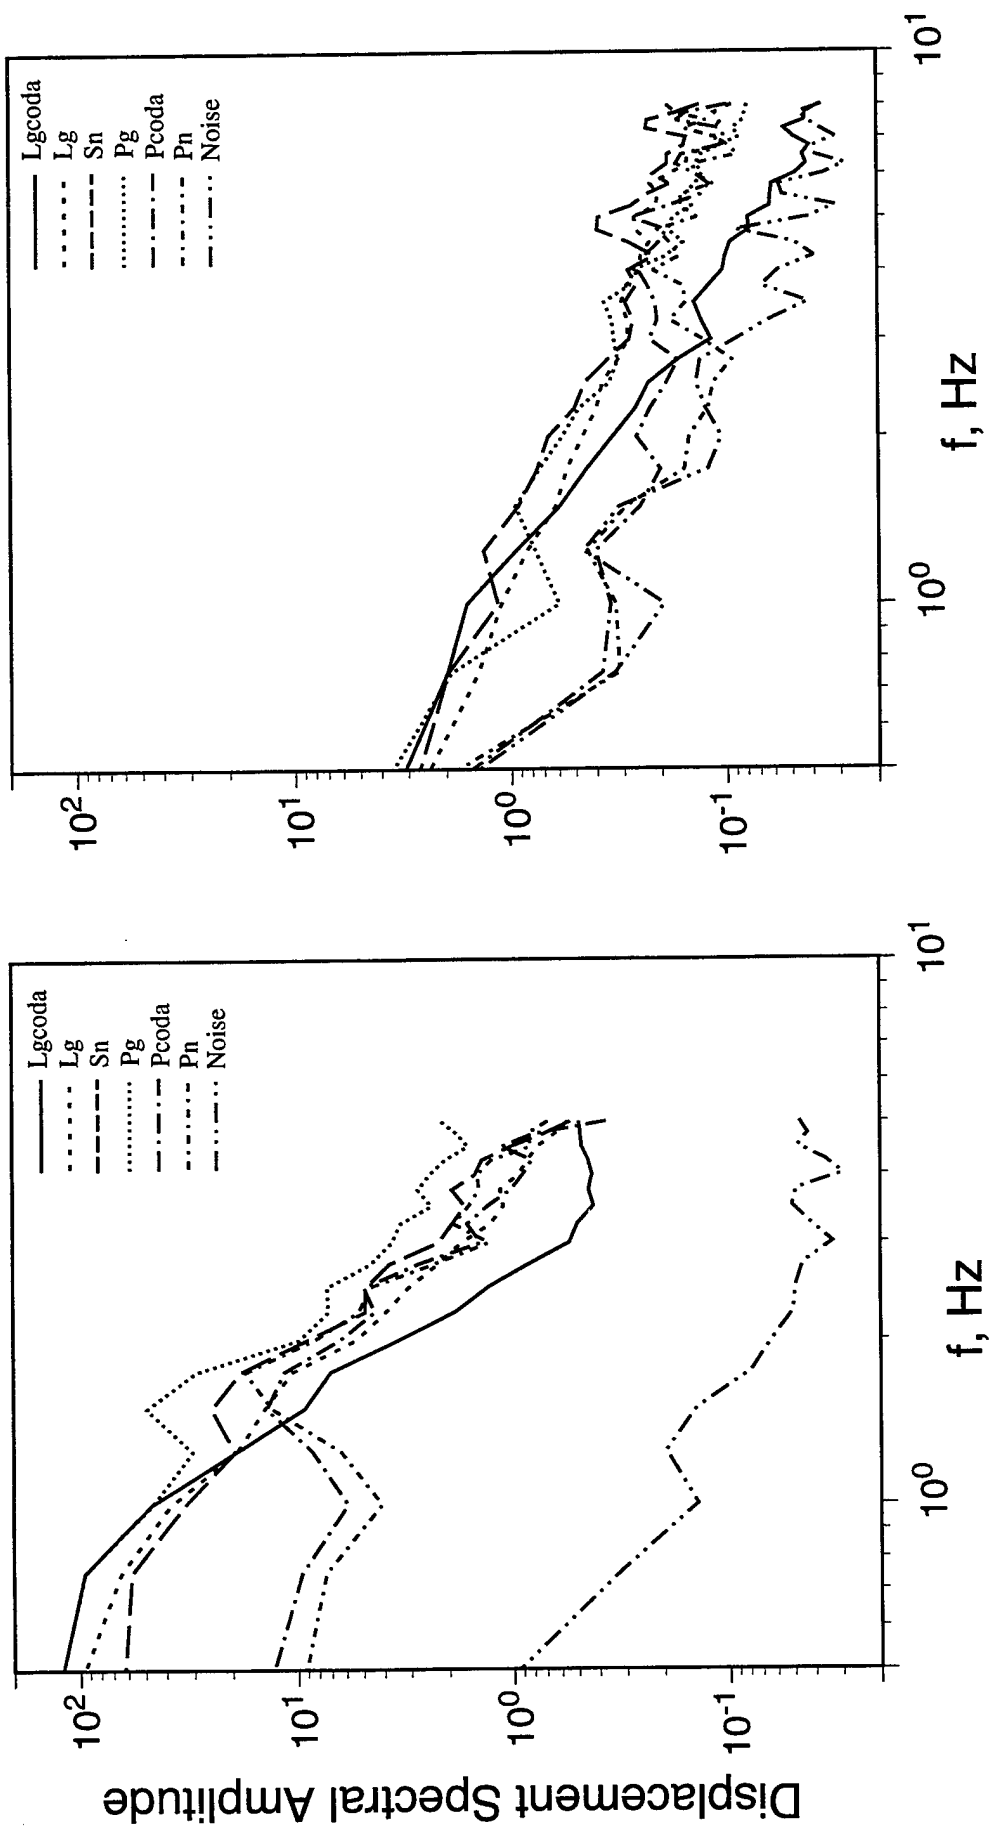 Displacement Spectral Amplitude
10²
10¹
10⁰
10⁻¹
Lgcoda
Lg
Sn
Pg
Pcoda
Pn
Noise
10⁰
10¹
f, Hz
10²
10¹
10⁰
10⁻¹
Lgcoda
Lg
Sn
Pg
Pcoda
Pn
Noise
10⁰
10¹
f, Hz